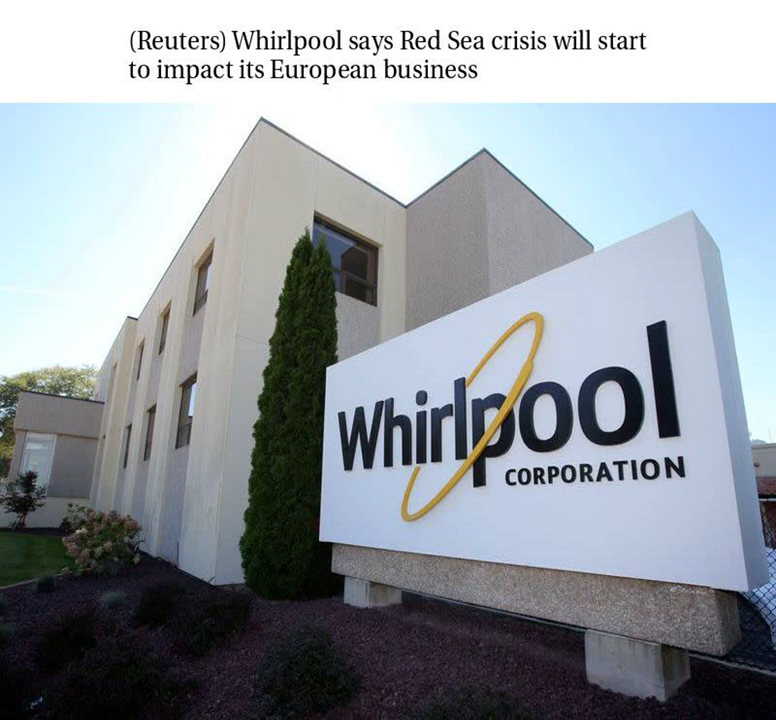 (Reuters) Whirlpool says Red Sea crisis will start
to impact its European business
Whirlpool
CORPORATION